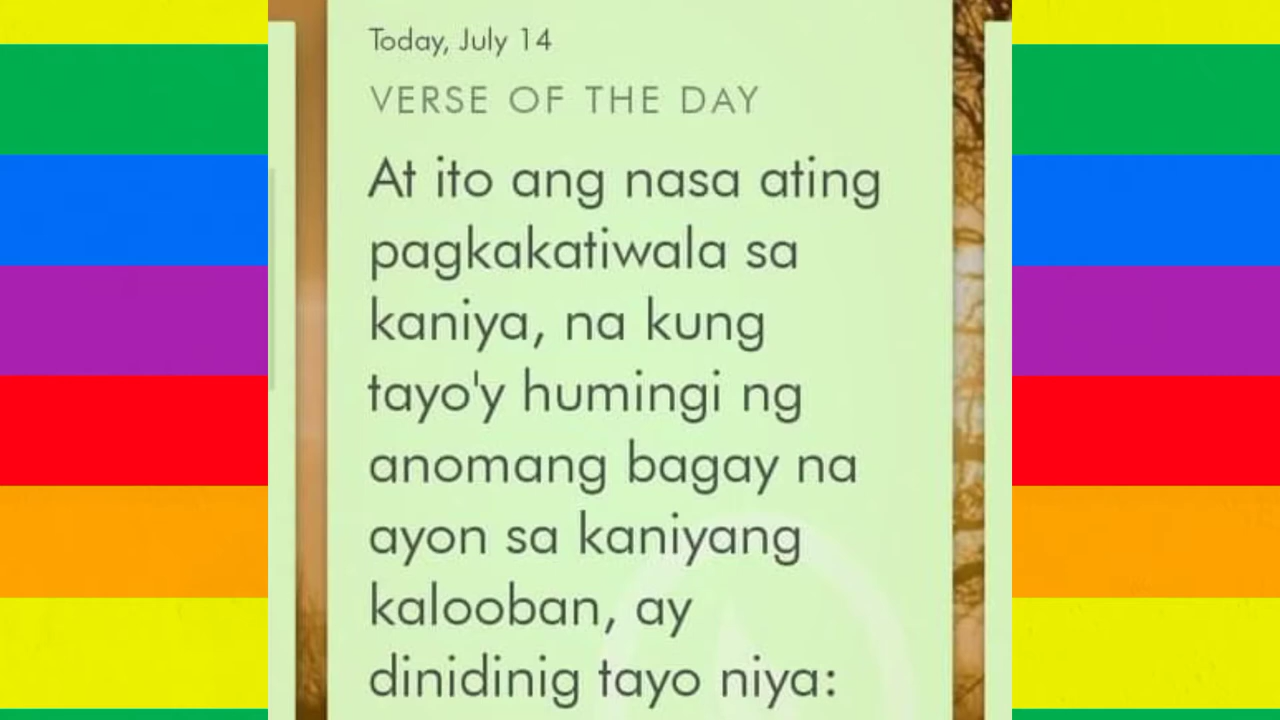 Today, July 14
VERSE OF THE DAY
At ito ang nasa ating
pagkakatiwala sa
kaniya, na kung
tayo'y humingi ng
anomang bagay na
ayon sa kaniyang
kalooban, ay
dinidinig tayo niya: